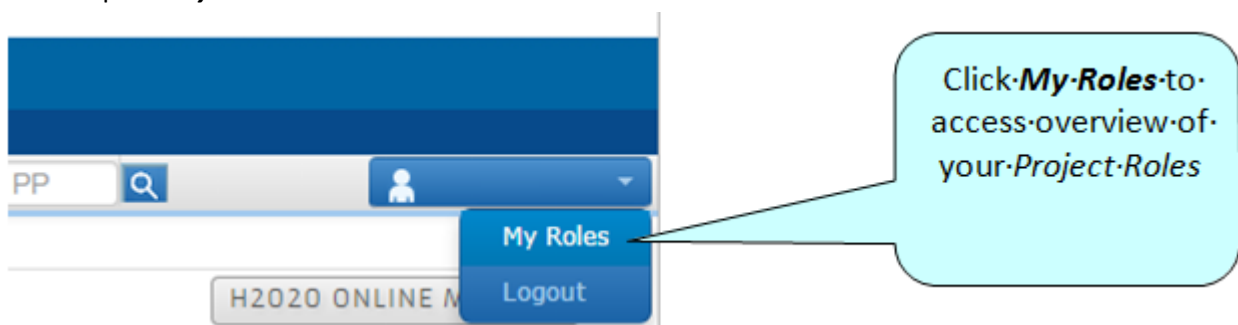 Click·My·Roles·to·
access·overview·of·
your·Project·Roles
PP
My Roles
H2020 ONLINE M
Logout